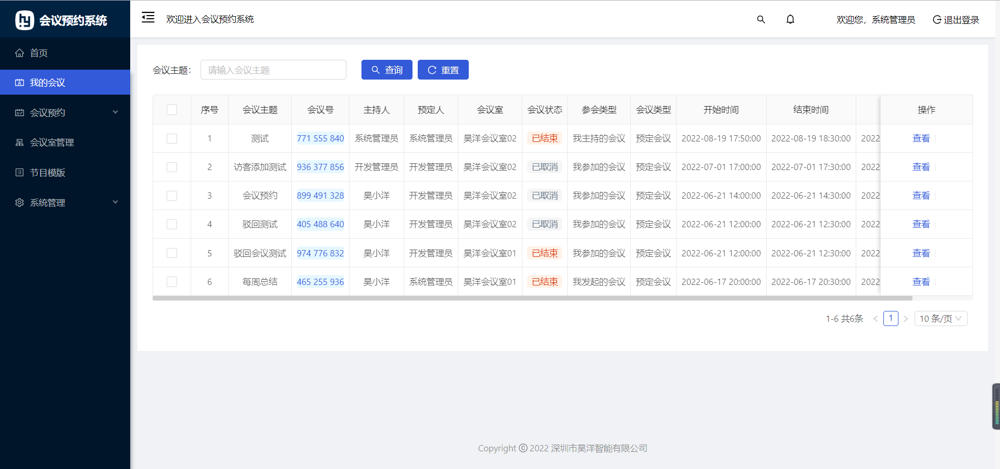 会议预约系统
欢迎进入会议预约系统
欢迎您，系统管理员
退出登录
首页
我的会议
会议预约
会议室管理
节目模版
系统管理
会议主题：
请输入会议主题
查询
重置
序号 会议主题 会议号 主持人 预定人 会议室 会议状态 参会类型 会议类型 开始时间 结束时间 操作
1 测试 771 555 840 系统管理员 系统管理员 昊洋会议室02 已结束 我主持的会议 预定会议 2022-08-19 17:50:00 2022-08-19 18:30:00 2022 查看
2 访客添加测试 936 377 856 开发管理员 开发管理员 昊洋会议室02 已取消 我参加的会议 预定会议 2022-07-01 17:00:00 2022-07-01 17:30:00 2022 查看
3 会议预约 899 491 328 昊小洋 开发管理员 昊洋会议室02 已取消 我参加的会议 预定会议 2022-06-21 14:00:00 2022-06-21 14:30:00 2022 查看
4 驳回测试 405 488 640 昊小洋 开发管理员 昊洋会议室02 已取消 我参加的会议 预定会议 2022-06-21 12:00:00 2022-06-21 12:30:00 2022 查看
5 驳回会议测试 974 776 832 昊小洋 开发管理员 昊洋会议室01 已结束 我参加的会议 预定会议 2022-06-21 12:00:00 2022-06-21 12:30:00 2022 查看
6 每周总结 465 255 936 昊小洋 系统管理员 昊洋会议室01 已结束 我发起的会议 预定会议 2022-06-17 20:00:00 2022-06-17 20:30:00 2022 查看
1-6 共6条 < 1 > 10 条/页
Copyright © 2022 深圳市昊洋智能有限公司